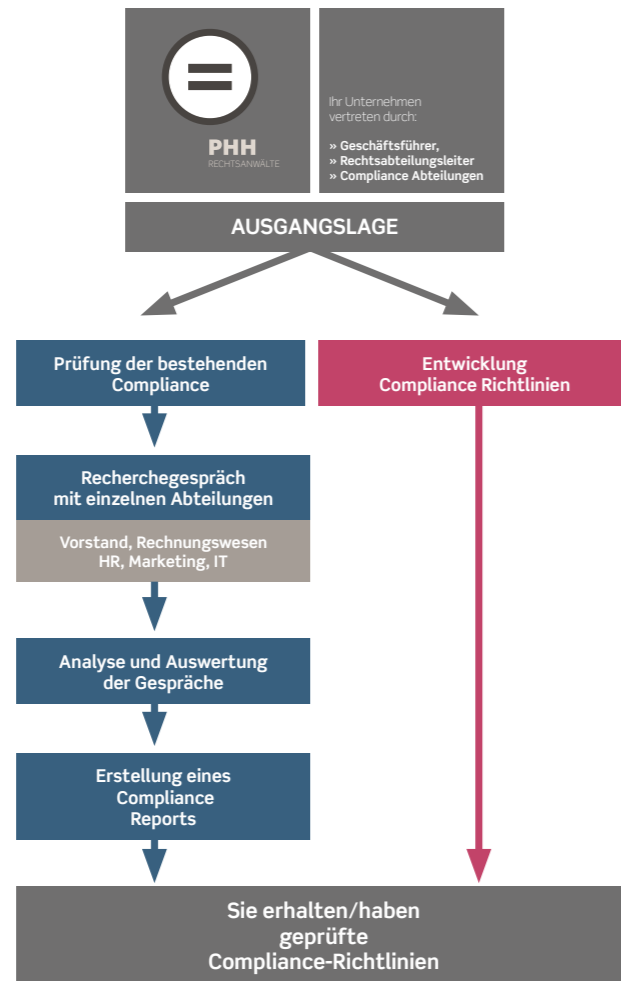 PHH
RECHTSANWÄLTE
Ihr Unternehmen
vertreten durch:
» Geschäftsführer,
» Rechtsabteilungsleiter
» Compliance Abteilungen
AUSGANGSLAGE
Prüfung der bestehenden
Compliance
Entwicklung
Compliance Richtlinien
Recherchegespräch
mit einzelnen Abteilungen
Vorstand, Rechnungswesen
HR, Marketing, IT
Analyse und Auswertung
der Gespräche
Erstellung eines
Compliance
Reports
Sie erhalten/haben
geprüfte
Compliance-Richtlinien